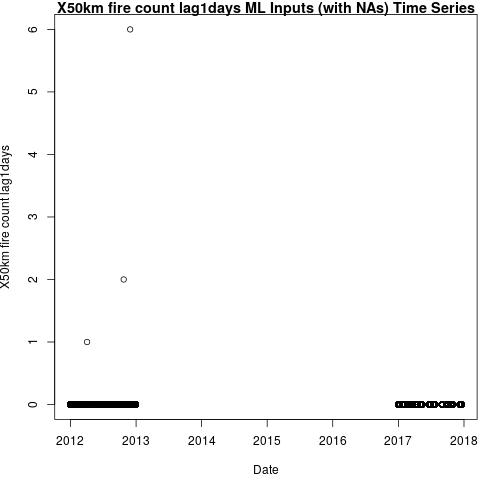 X50km fire count lag1days ML Inputs (with NAs) Time Series
X50km fire count lag1days
6
5
4
3
2
1
0
2012 2013 2014 2015 2016 2017 2018
Date